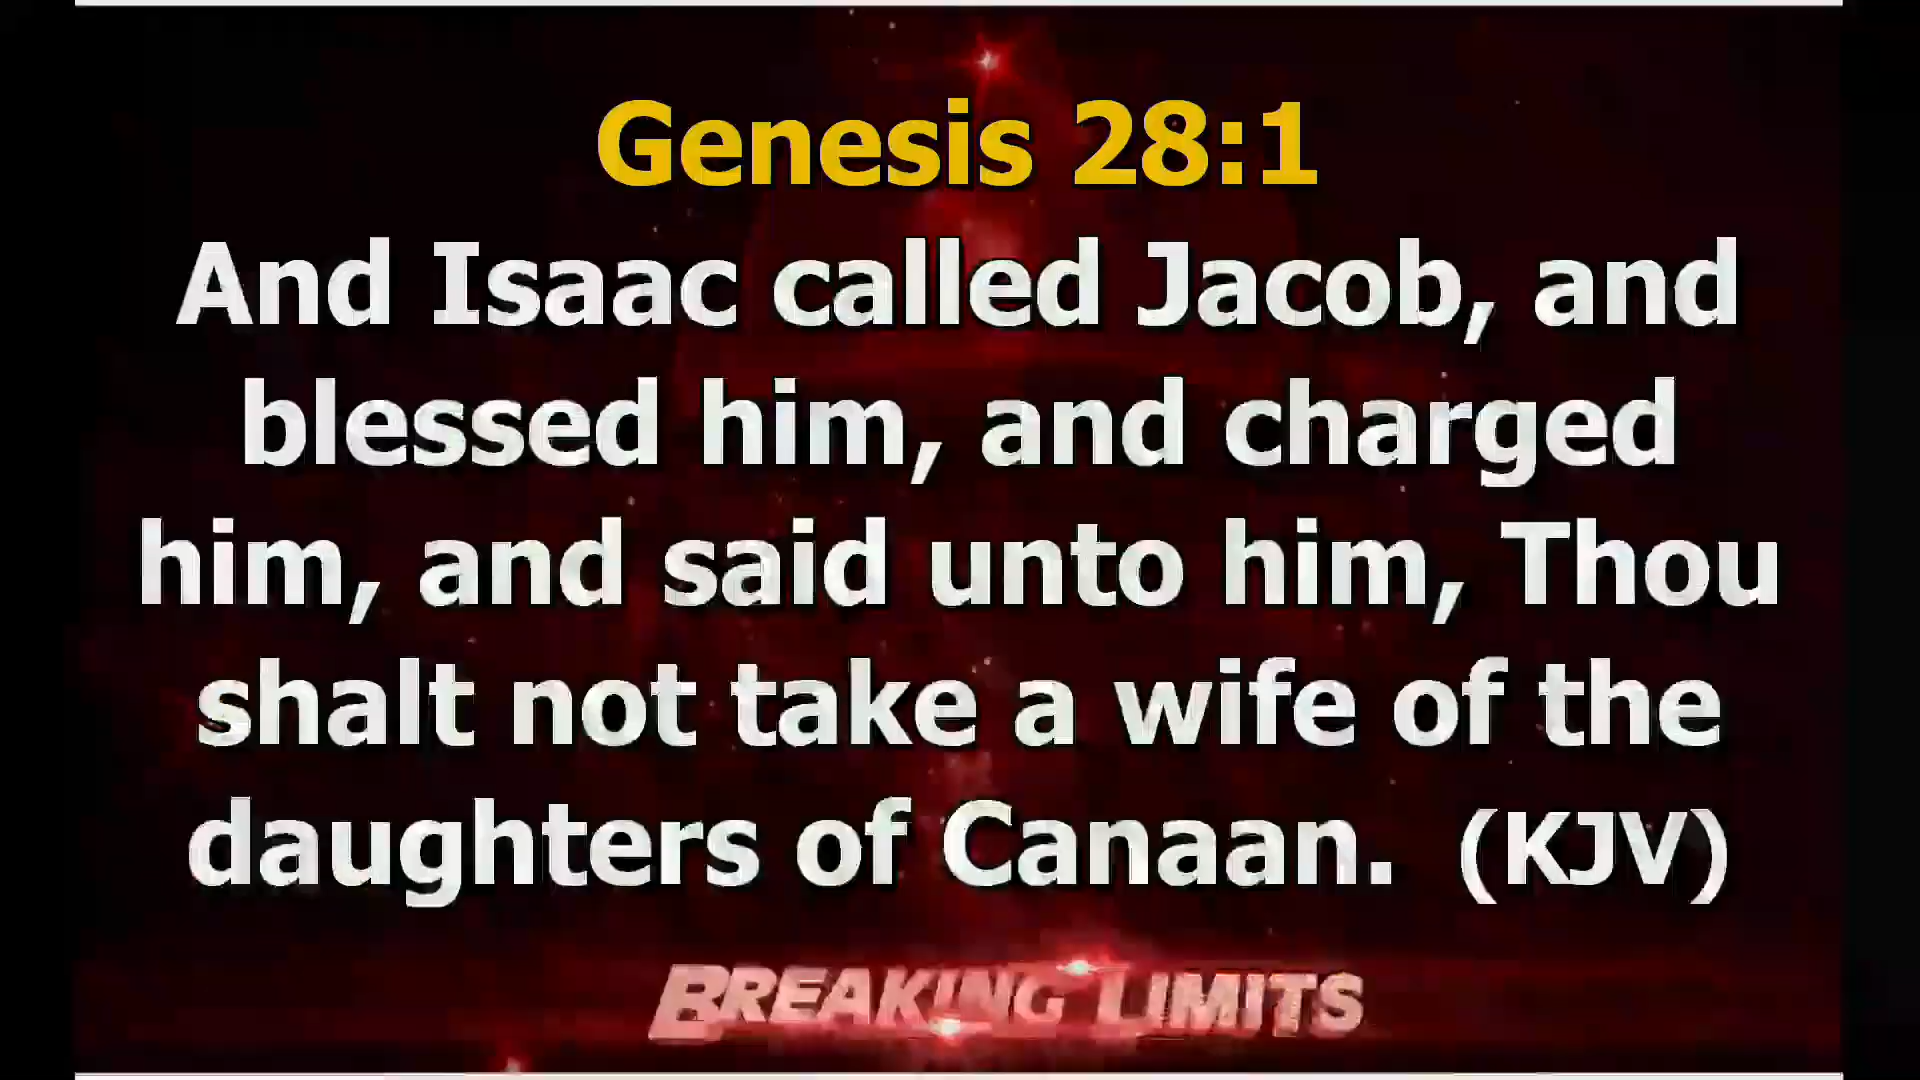 Genesis 28:1
And Isaac called Jacob, and
blessed him, and charged
him, and said unto him, Thou
shalt not take a wife of the
daughters of Canaan. (KJV)
BREAKING LIMITS